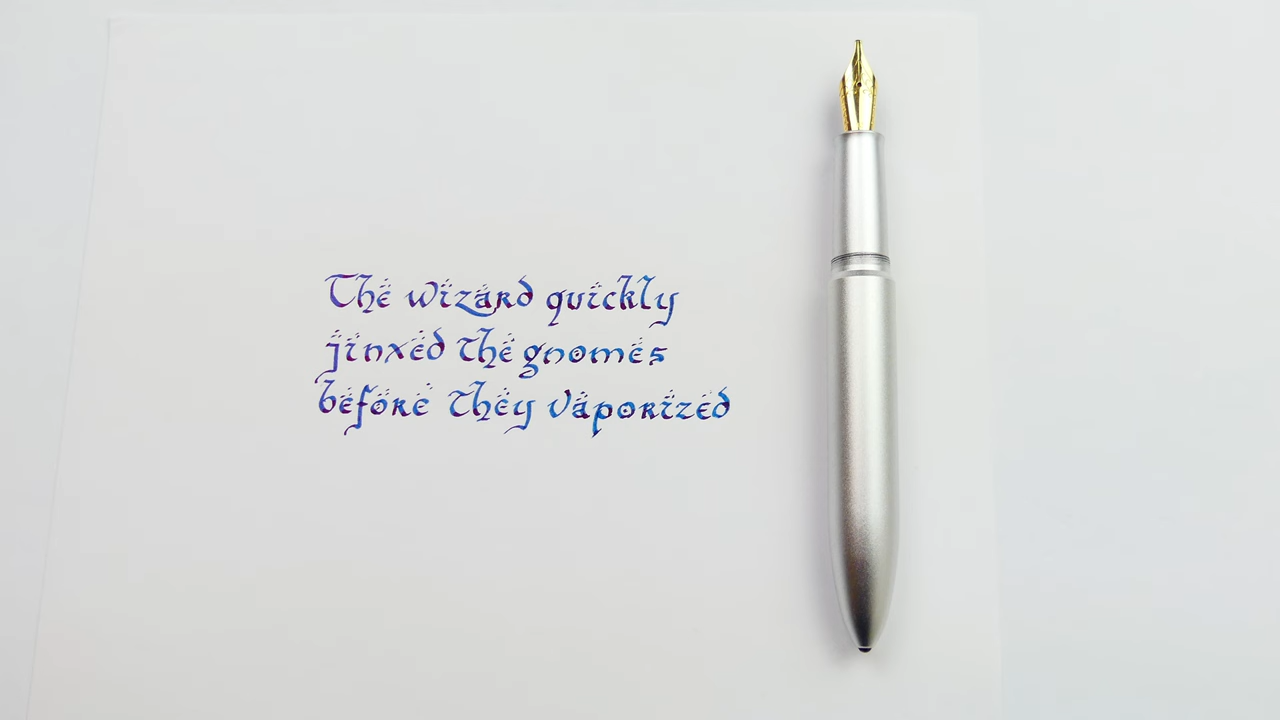 The wizard quickly
jinxed the gnomes
before they vaporized